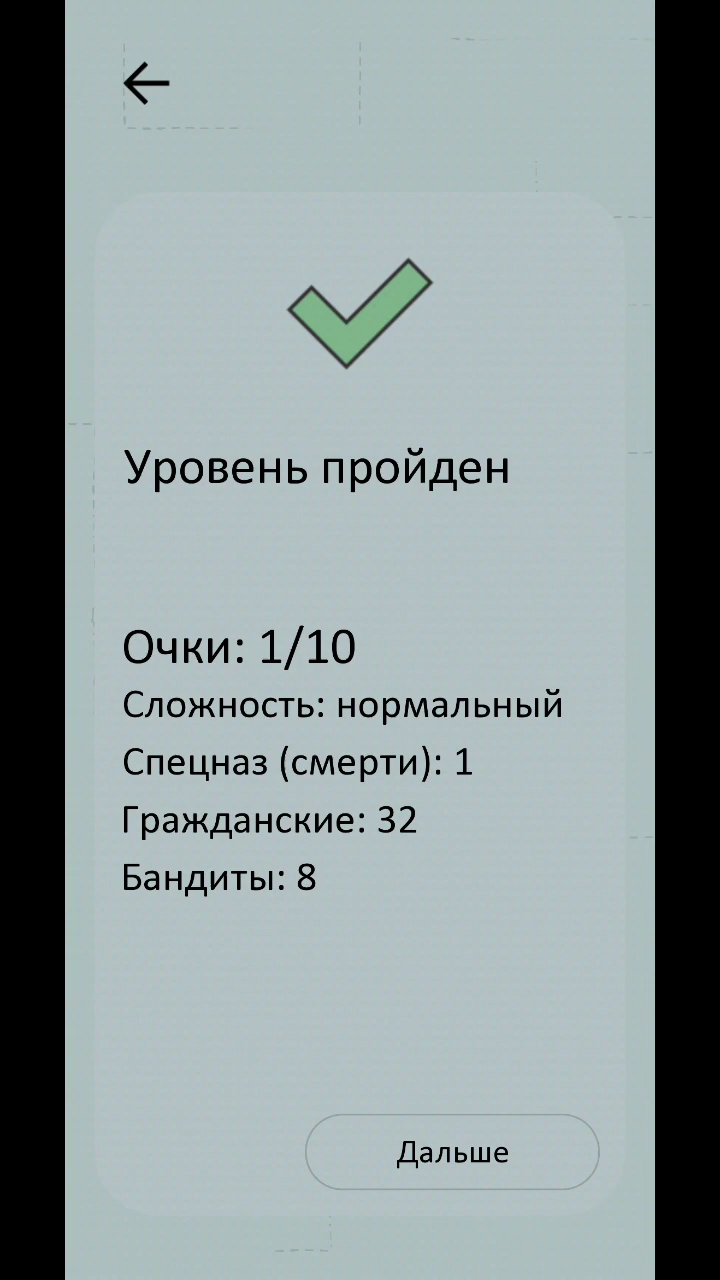 Уровень пройден
Очки: 1/10
Сложность: нормальный
Спецназ (смерти): 1
Гражданские: 32
Бандиты: 8
Дальше